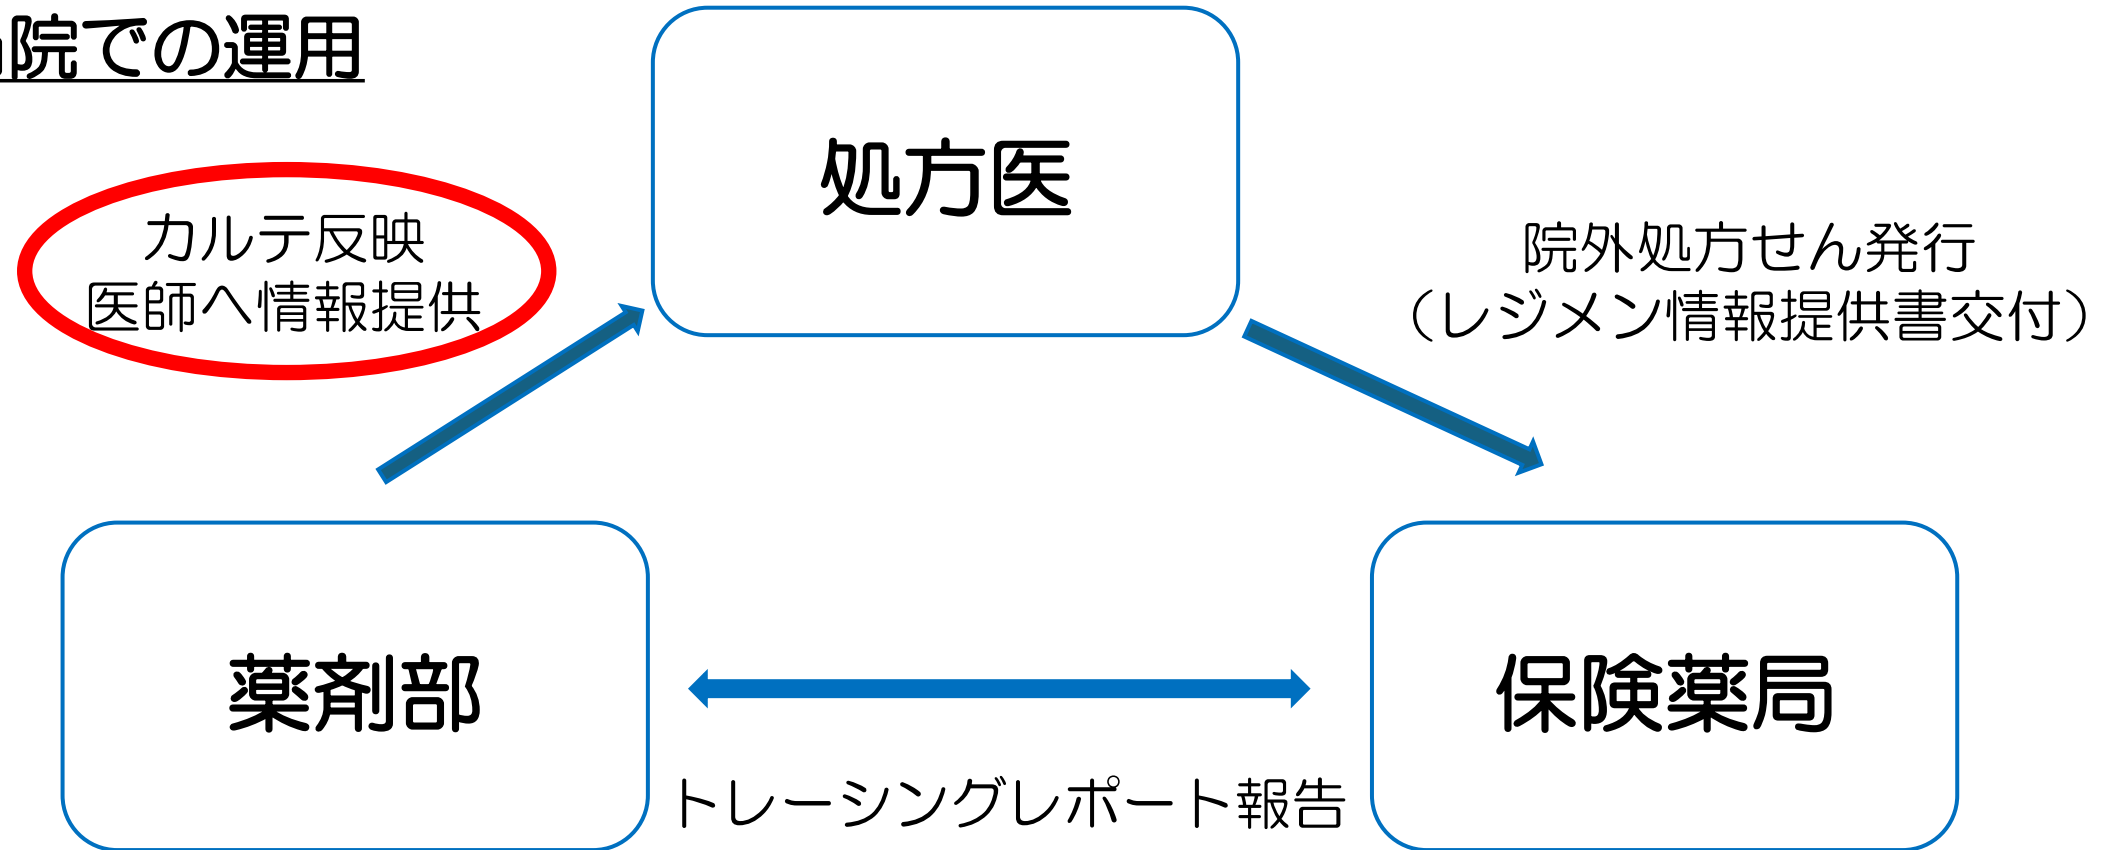 院での運用
処方医
カルテ反映
医師へ情報提供
院外処方せん発行
（レジメン情報提供書交付）
薬剤部
保険薬局
トレーシングレポート報告